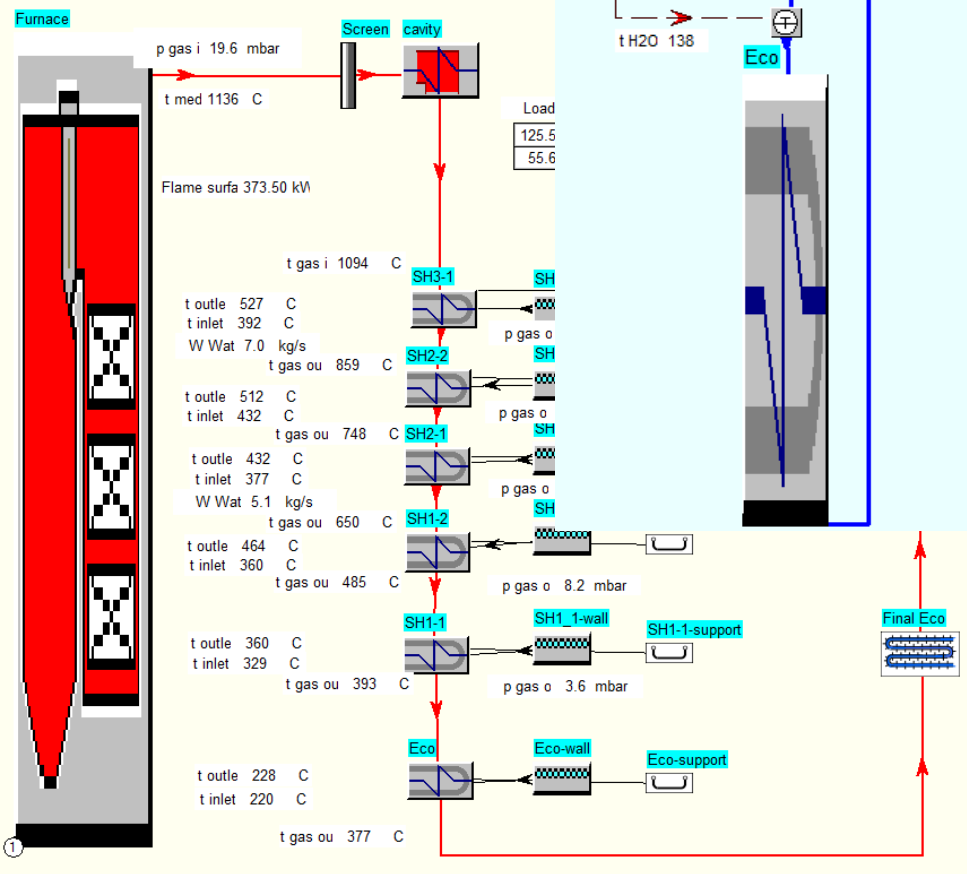 Furnace
p gas i 19.6 mbar
Screen cavity
t med 1136 C
t H2O 138
T
Eco
Load
125.5
55.6
Flame surfa 373.50 kW
t gas i 1094 C
SH3-1
SH
t outle 527 C
t inlet 392 C
W Wat 7.0 kg/s
p gas o
t gas ou 859 C
SH2-2
SH
t outle 512 C
t inlet 432 C
p gas o
t gas ou 748 C
SH2-1
SH
t outle 432 C
t inlet 377 C
W Wat 5.1 kg/s
p gas o
t gas ou 650 C
SH1-2
SH
t outle 464 C
t inlet 360 C
t gas ou 485 C
p gas o 8.2 mbar
SH1-1
SH1_1-wall
SH1-1-support
Final Eco
t outle 360 C
t inlet 329 C
t gas ou 393 C
p gas o 3.6 mbar
Eco
Eco-wall
Eco-support
t outle 228 C
t inlet 220 C
t gas ou 377 C
1